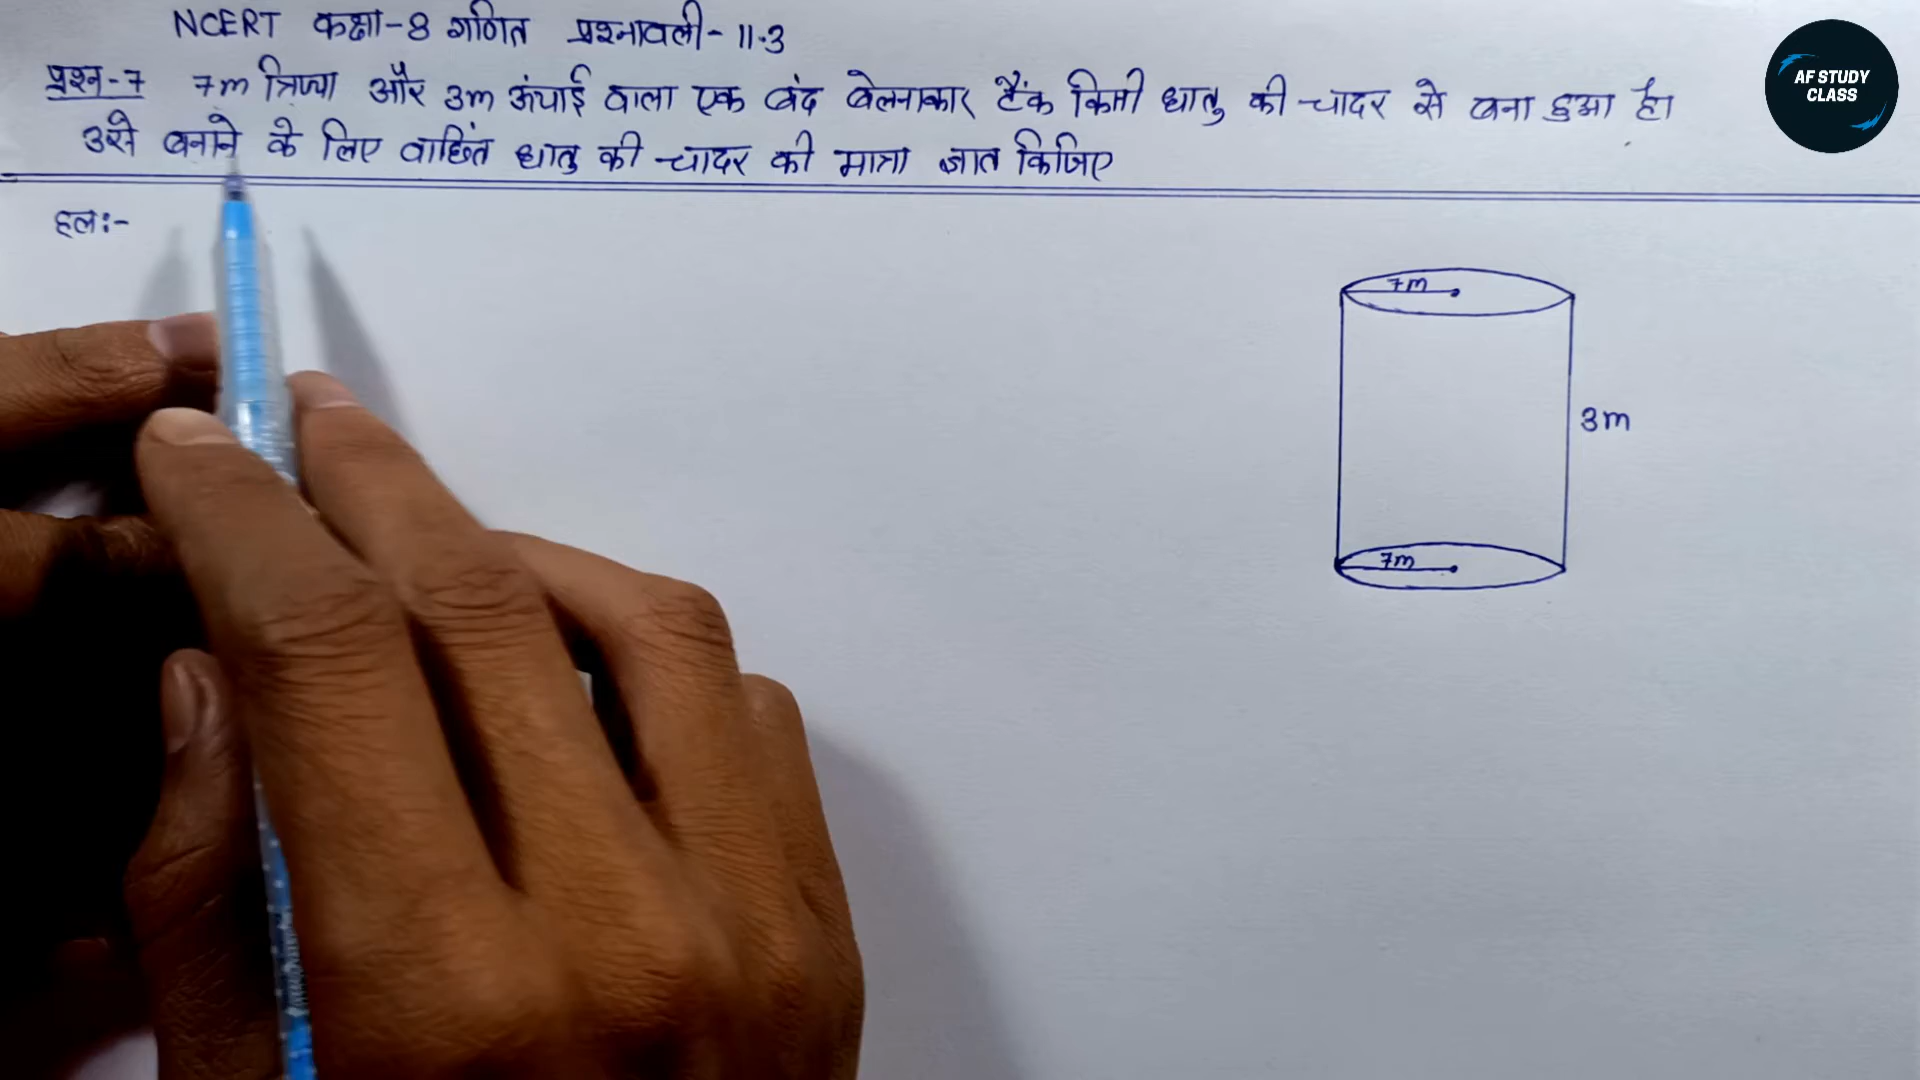 NCERT कक्षा-8 गणित प्रश्नावली-11.3
प्रश्न-7 7m त्रिज्या और 3m ऊंचाई वाला एक बंद बेलनाकार टैंक किसी धातु की चादर से बना हुआ है।
उसे बनाने के लिए वाछिंत धातु की चादर की मात्रा ज्ञात किजिए
हलः-
7m
3m
7m
AF STUDY
CLASS